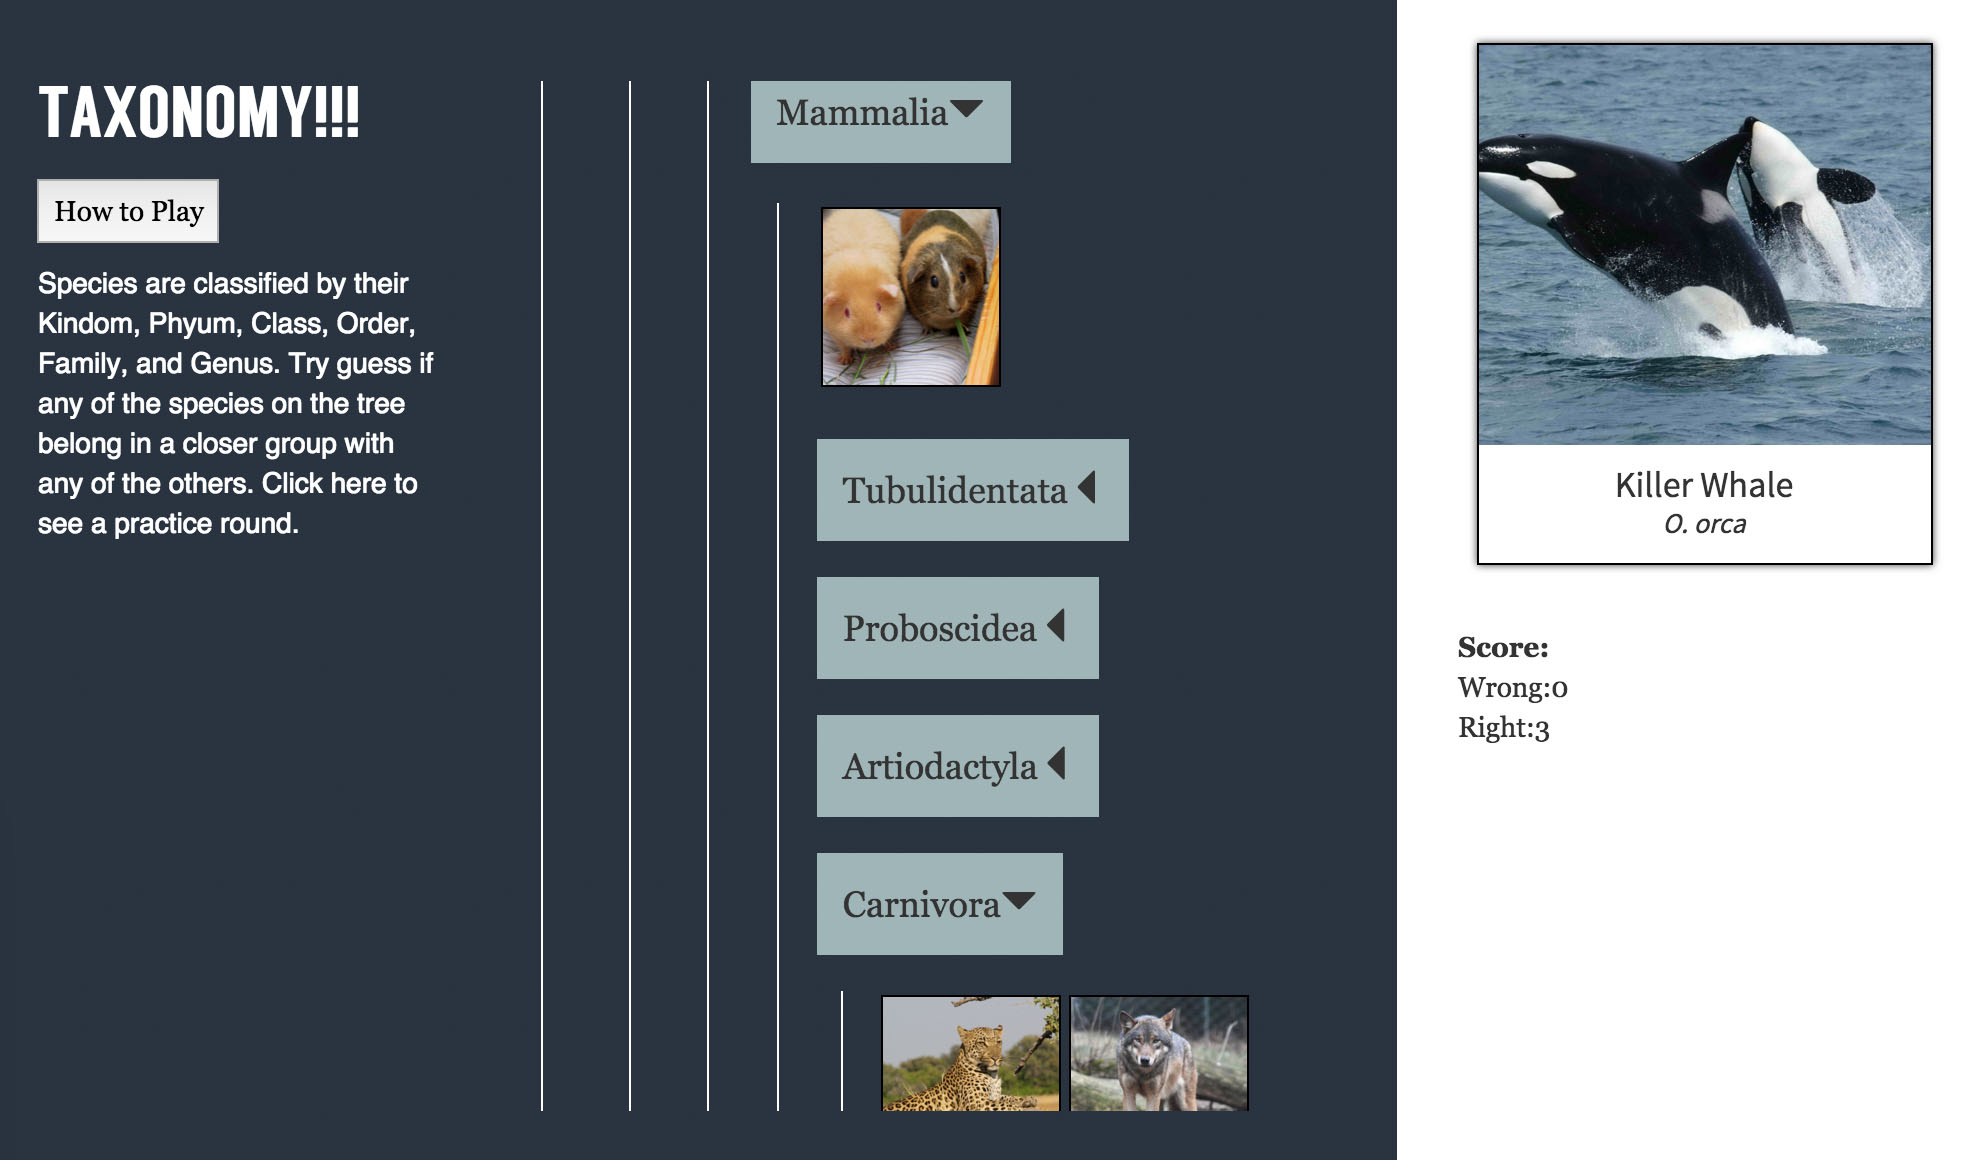 TAXONOMY!!!
How to Play
Species are classified by their
Kindom, Phyum, Class, Order,
Family, and Genus. Try guess if
any of the species on the tree
belong in a closer group with
any of the others. Click here to
see a practice round.
Mammalia
Tubulidentata
Proboscidea
Artiodactyla
Carnivora
Killer Whale
O. orca
Score:
Wrong:0
Right:3